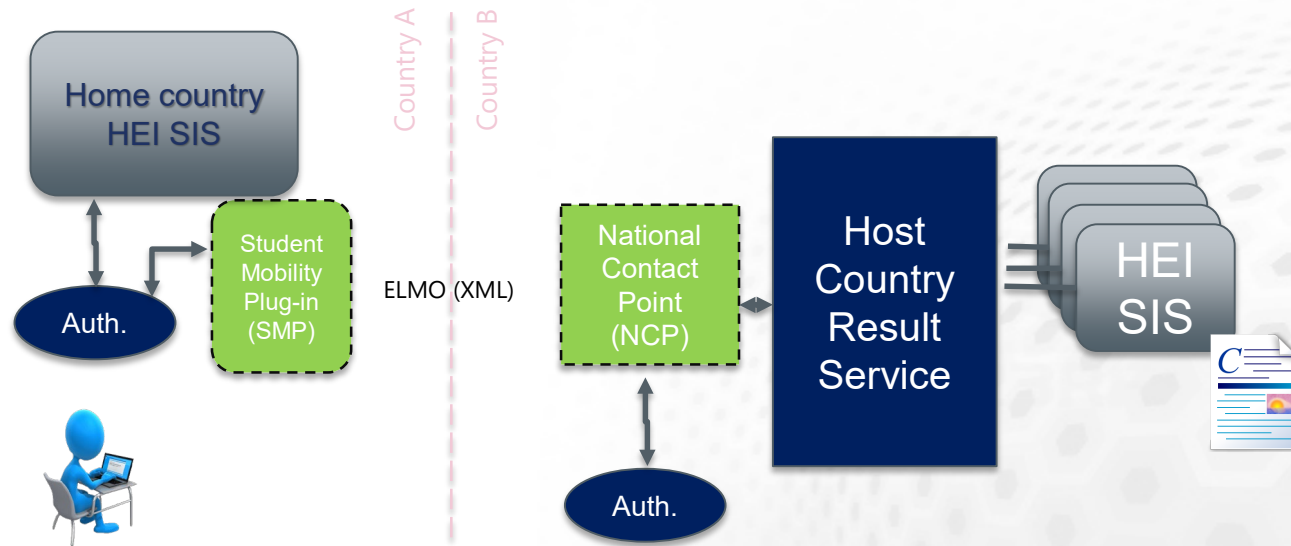 Home country
HEI SIS
Auth.
Student
Mobility
Plug-in
(SMP)
Country A
Country B
ELMO (XML)
National
Contact
Point
(NCP)
Auth.
Host
Country
Result
Service
HEI
SIS
C